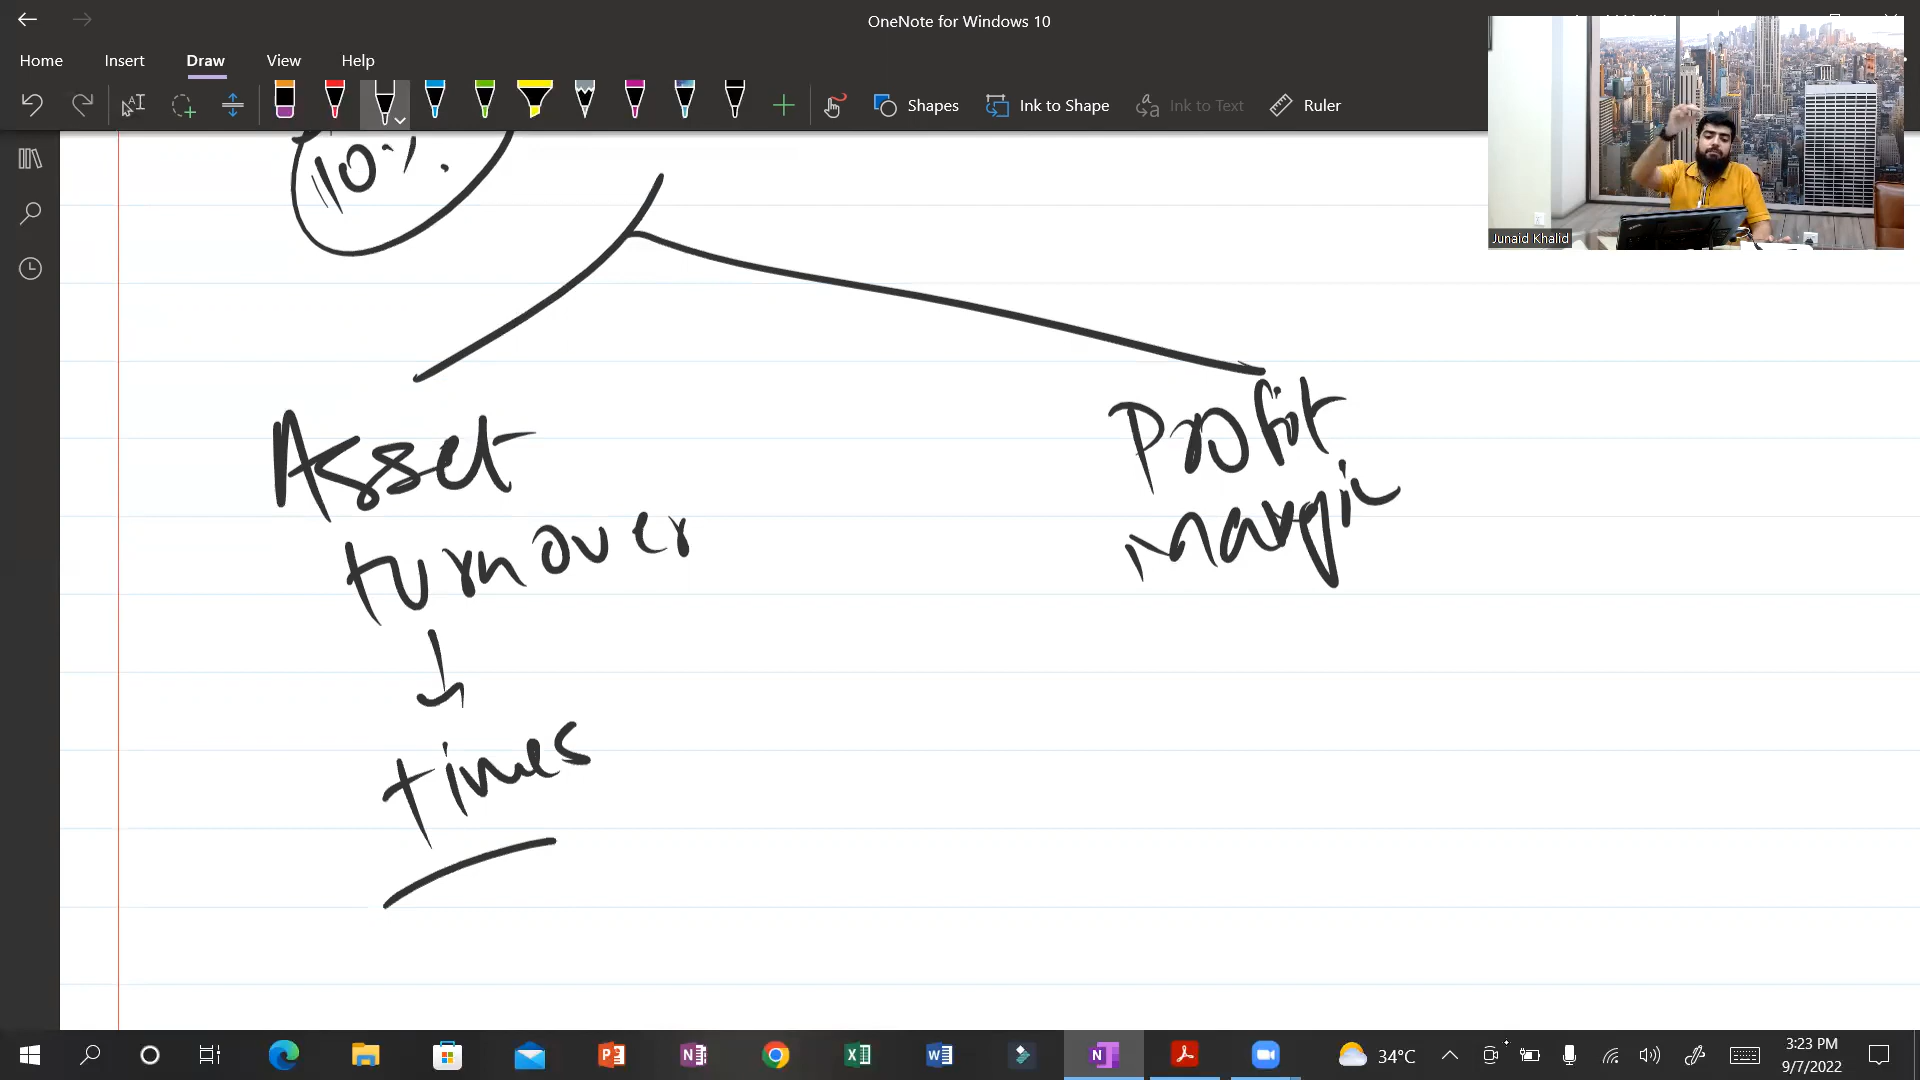 OneNote for Windows 10
Home Insert Draw View Help
Shapes Ink to Shape Ink to Text Ruler
Junaid Khalid
10%.
Asset
turnover
times
Profit
Margin
34°C
3:23 PM
9/7/2022